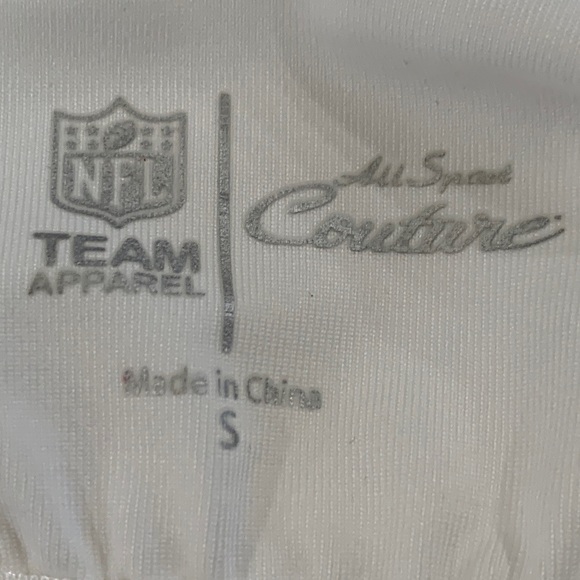 NFL
TEAM
APPAREL
All Sport
Couture
Made in China
S